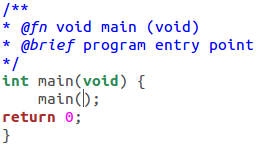 /**
* @fn void main (void)
* @brief program entry point
*/
int main(void) {
    main();
return 0;
}